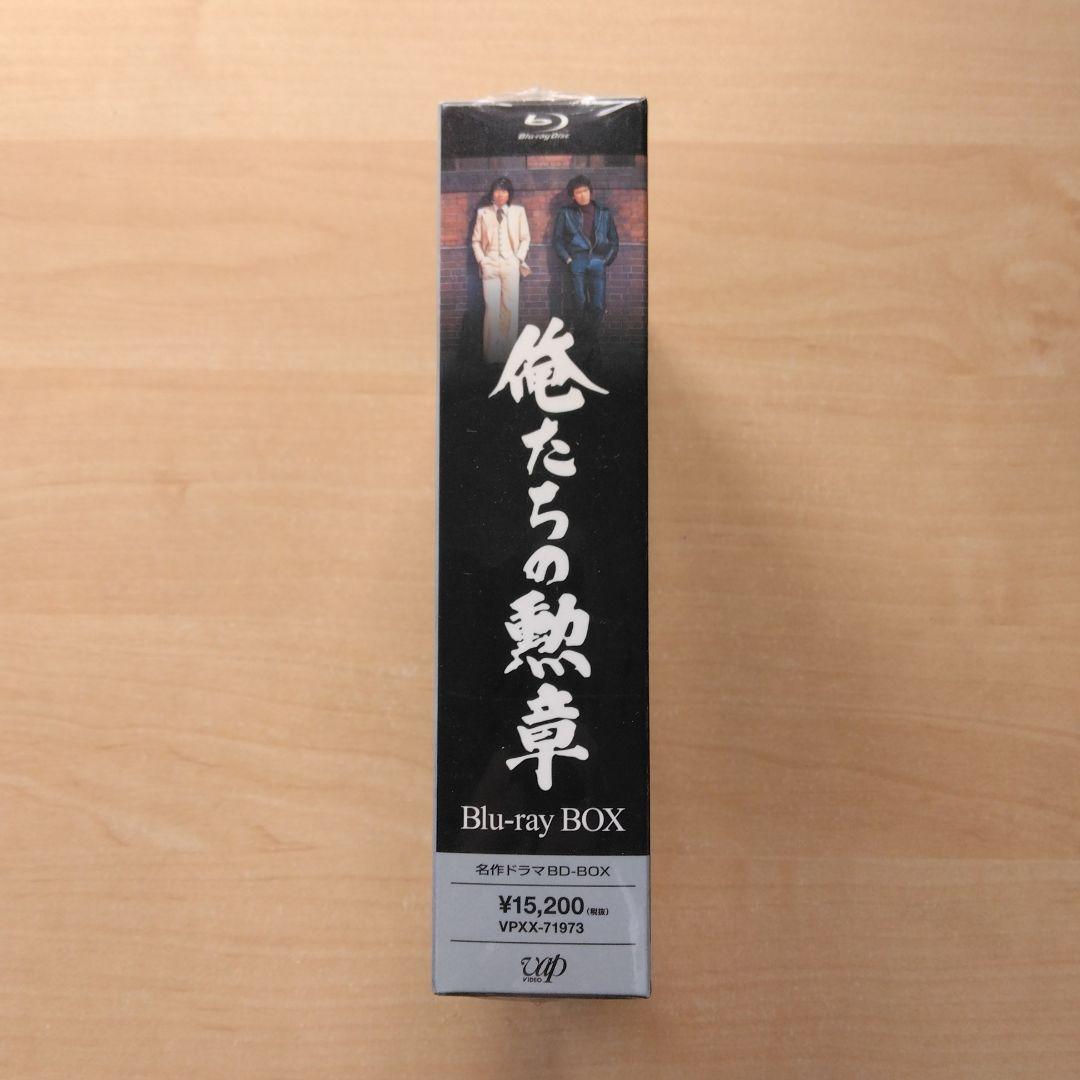 Blu-ray Disc
俺たちの勲章
Blu-ray BOX
名作ドラマBD-BOX
¥15,200(税抜)
VPXX-71973
vap
VIDEO